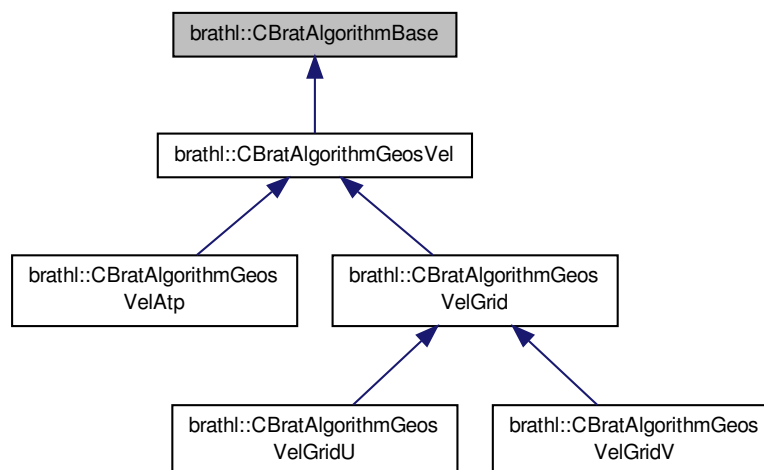 brathl::CBratAlgorithmBase
brathl::CBratAlgorithmGeosVel
brathl::CBratAlgorithmGeos
VelAtp
brathl::CBratAlgorithmGeos
VelGrid
brathl::CBratAlgorithmGeos
VelGridU
brathl::CBratAlgorithmGeos
VelGridV